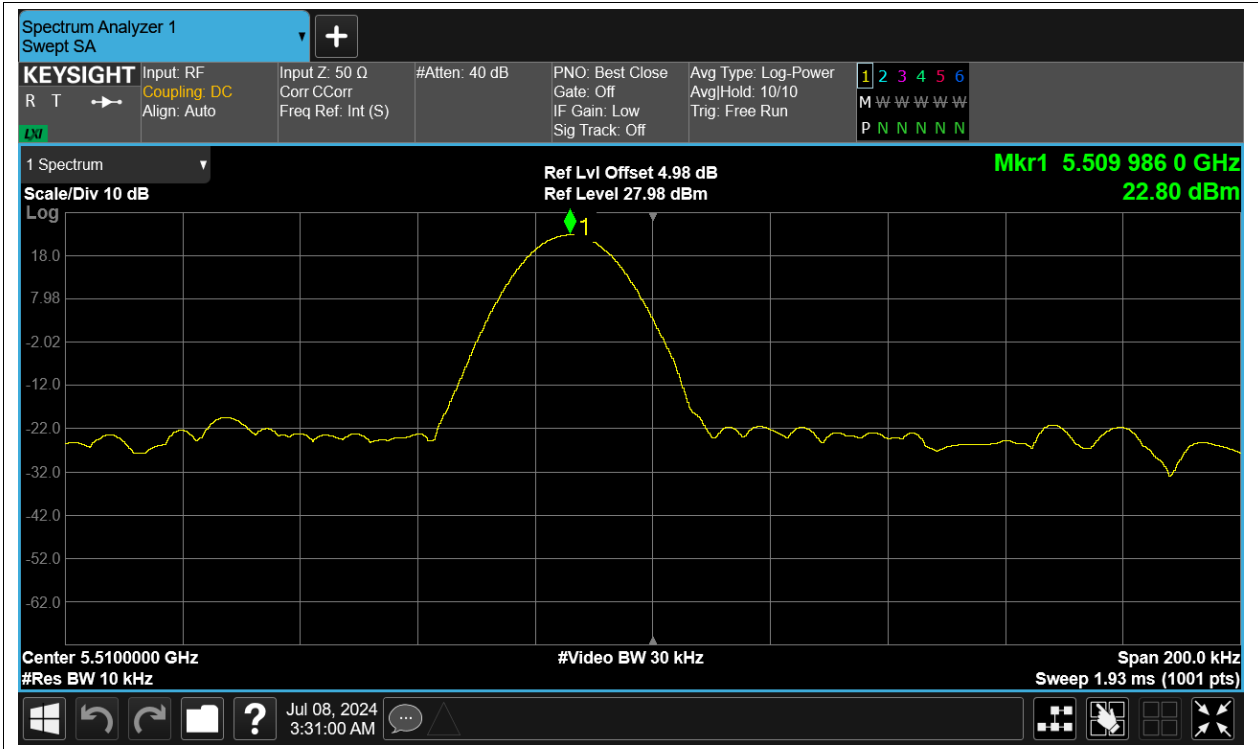 Spectrum Analyzer 1
Swept SA
KEYSIGHT
R T
LXI
Input: RF
Coupling: DC
Align: Auto
Input Z: 50 Ω
Corr CCorr
Freq Ref: Int (S)
#Atten: 40 dB
PNO: Best Close
Gate: Off
IF Gain: Low
Sig Track: Off
Avg Type: Log-Power
Avg|Hold: 10/10
Trig: Free Run
1 2 3 4 5 6
M W W W W W
P N N N N N
1 Spectrum
Scale/Div 10 dB
Log
Ref Lvl Offset 4.98 dB
Ref Level 27.98 dBm
Mkr1 5.509 986 0 GHz
22.80 dBm
1
18.0
7.98
-2.02
-12.0
-22.0
-32.0
-42.0
-52.0
-62.0
Center 5.5100000 GHz
#Res BW 10 kHz
#Video BW 30 kHz
Span 200.0 kHz
Sweep 1.93 ms (1001 pts)
?
Jul 08, 2024
3:31:00 AM